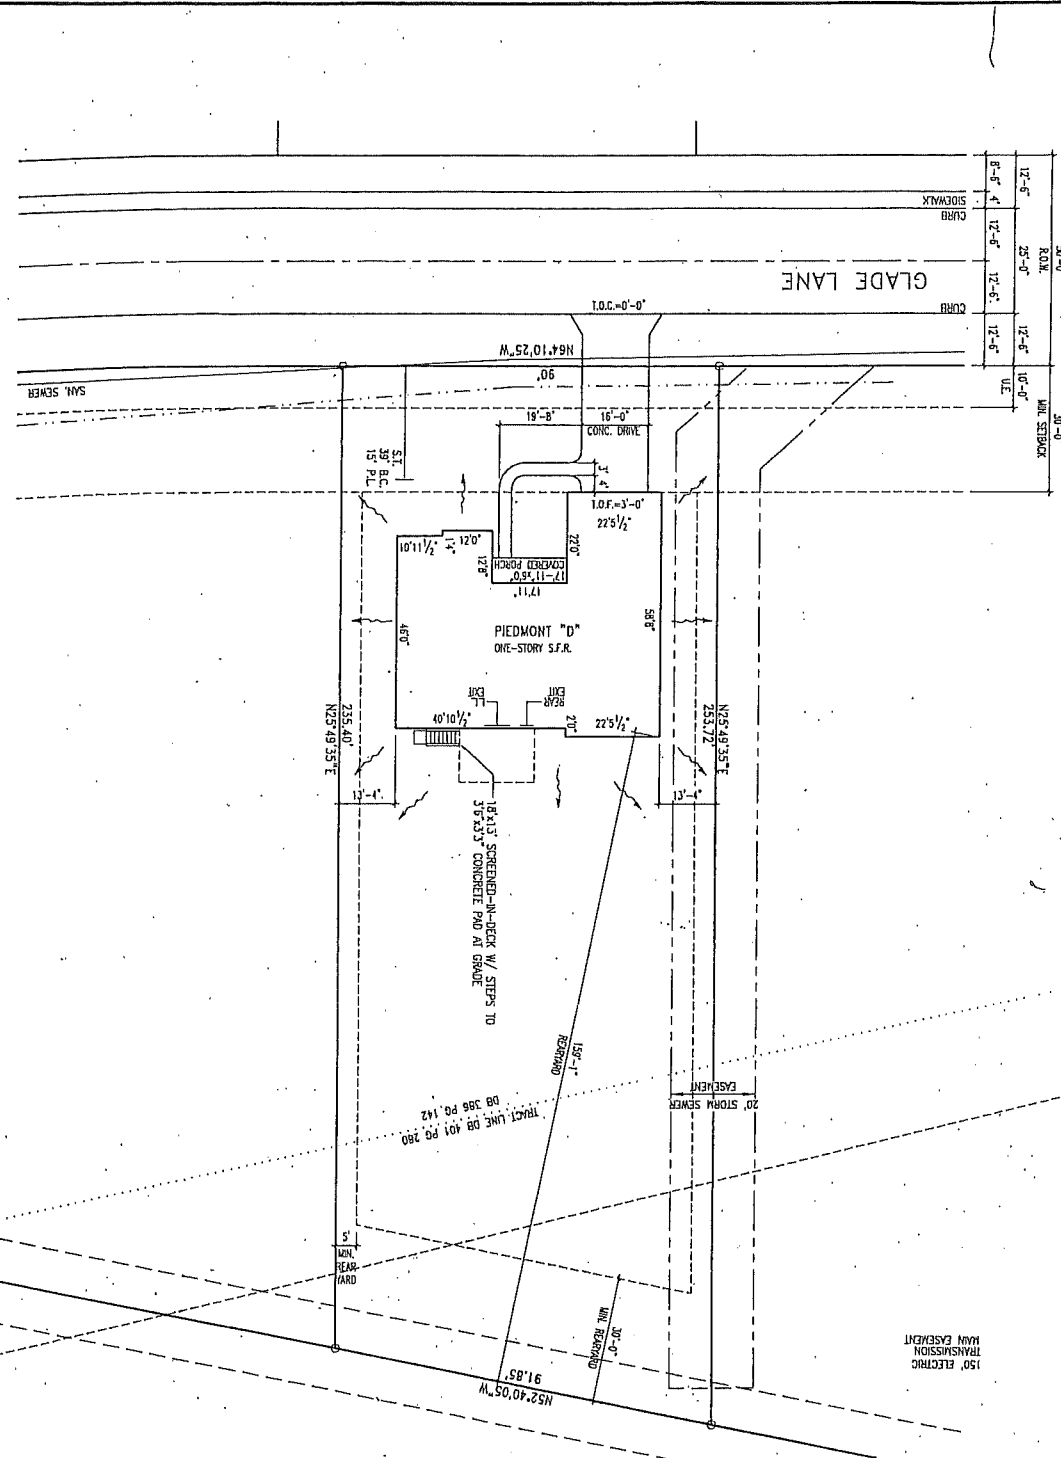 8'-6"
4'
12'-6"
12'-6"
12'-6"
12'-6"
25'-0"
12'-6"
R.O.W.
SIDEWALK
CURB
GLADE LANE
CURB
T.O.C.=0'-0"
N64°10'25"W
90'
SAN. SEWER
10'-0"
U.E.
MIN. SETBACK
19'-8"
16'-0"
CONC. DRIVE
S.T.
39' B.C.
15' P.L.
3'
4'
T.O.F.=3'-0"
22'5 1/2"
10'11 1/2"
1'4"
12'0"
12'8"
17'-11"x6'0"
COVERED PORCH
22'0"
17'11"
46'0"
PIEDMONT "D"
ONE-STORY S.F.R.
58'8"
REAR
EXIT
L.L.
EXIT
40'10 1/2"
2'0"
22'5 1/2"
235.40'
N25°49'35"E
N25°49'35"E
253.72'
13'-4"
13'-4"
18'x13' SCREENED-IN-DECK W/ STEPS TO
3'6"x3'3" CONCRETE PAD AT GRADE
159'-1"
REARYARD
20' STORM SEWER
EASEMENT
TRACT LINE DB 401 PG 280
DB 386 PG 142
5'
MIN.
REAR
YARD
30'-0"
MIN. REARYARD
N52°40'05"W
91.85'
150' ELECTRIC
TRANSMISSION
MAIN EASEMENT